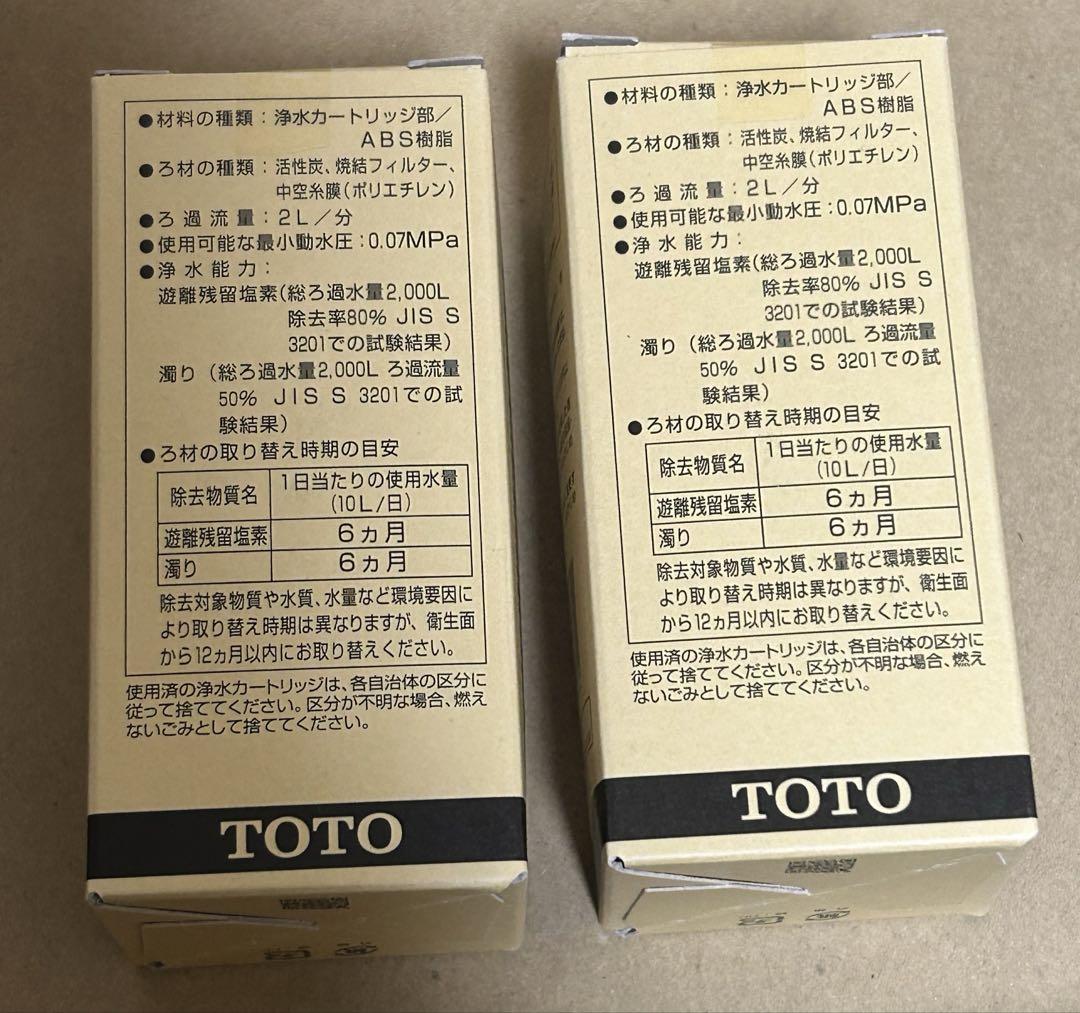 ●材料の種類：浄水カートリッジ部／
ABS樹脂
●ろ材の種類：活性炭、焼結フィルター、
中空糸膜（ポリエチレン）
●ろ過流量：2L／分
●使用可能な最小動水圧：0.07MPa
●浄水能力：
遊離残留塩素（総ろ過水量2,000L
除去率80% JIS S
3201での試験結果）
濁り（総ろ過水量2,000L ろ過流量
50% JIS S 3201での試
験結果）
●ろ材の取り替え時期の目安
除去物質名 1日当たりの使用水量
（10L/日）
遊離残留塩素 6ヵ月
濁り 6ヵ月
除去対象物質や水質、水量など環境要因に
より取り替え時期は異なりますが、衛生面
から12ヵ月以内にお取り替えください。
使用済の浄水カートリッジは、各自治体の区分に
従って捨ててください。区分が不明な場合、燃え
ないごみとして捨ててください。
TOTO
●材料の種類：浄水カートリッジ部／
ABS樹脂
●ろ材の種類：活性炭、焼結フィルター、
中空糸膜（ポリエチレン）
●ろ過流量：2L／分
●使用可能な最小動水圧：0.07MPa
●浄水能力：
遊離残留塩素（総ろ過水量2,000L
除去率80% JIS S
3201での試験結果）
濁り（総ろ過水量2,000L ろ過流量
50% JIS S 3201での試
験結果）
●ろ材の取り替え時期の目安
除去物質名 1日当たりの使用水量
（10L/日）
遊離残留塩素 6ヵ月
濁り 6ヵ月
除去対象物質や水質、水量など環境要因に
より取り替え時期は異なりますが、衛生面
から12ヵ月以内にお取り替えください。
使用済の浄水カートリッジは、各自治体の区分に
従って捨ててください。区分が不明な場合、燃え
ないごみとして捨ててください。
TOTO